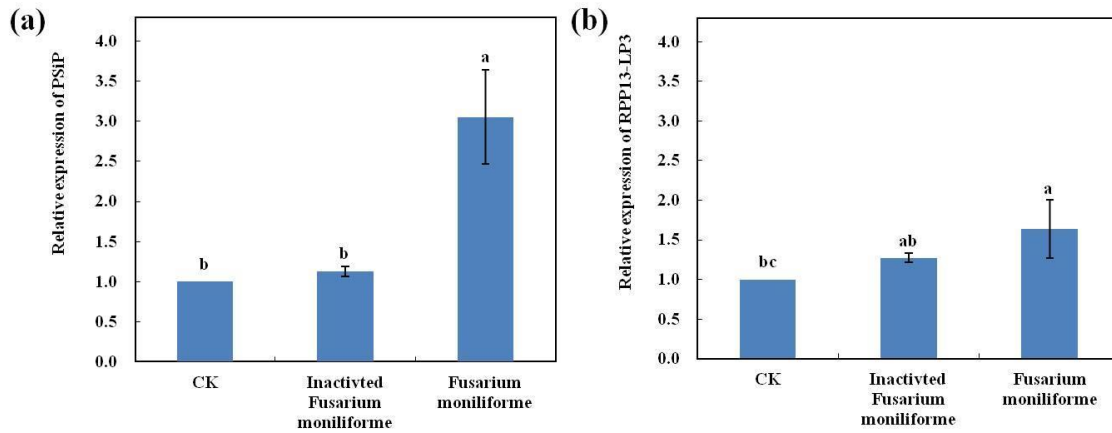 (a)
Relative expression of PSiP
4.0
3.5
3.0
2.5
2.0
1.5
1.0
0.5
0.0
b
b
a
CK
Inactivted
Fusarium
moniliforme
Fusarium
moniliforme
(b)
Relative expression of RPP13-LP3
4.0
3.5
3.0
2.5
2.0
1.5
1.0
0.5
0.0
bc
ab
a
CK
Inactivted
Fusarium
moniliforme
Fusarium
moniliforme